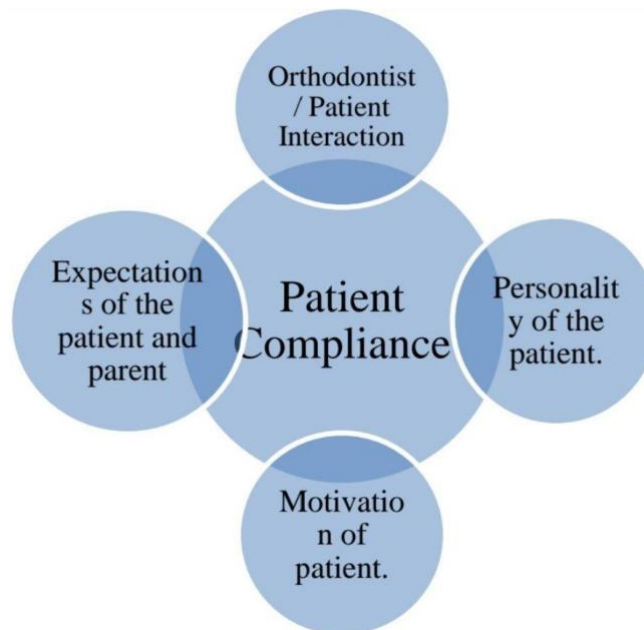 Orthodontist
/ Patient
Interaction
Expectation
s of the
patient and
parent
Patient
Compliance
Personalit
y of the
patient.
Motivatio
n of
patient.